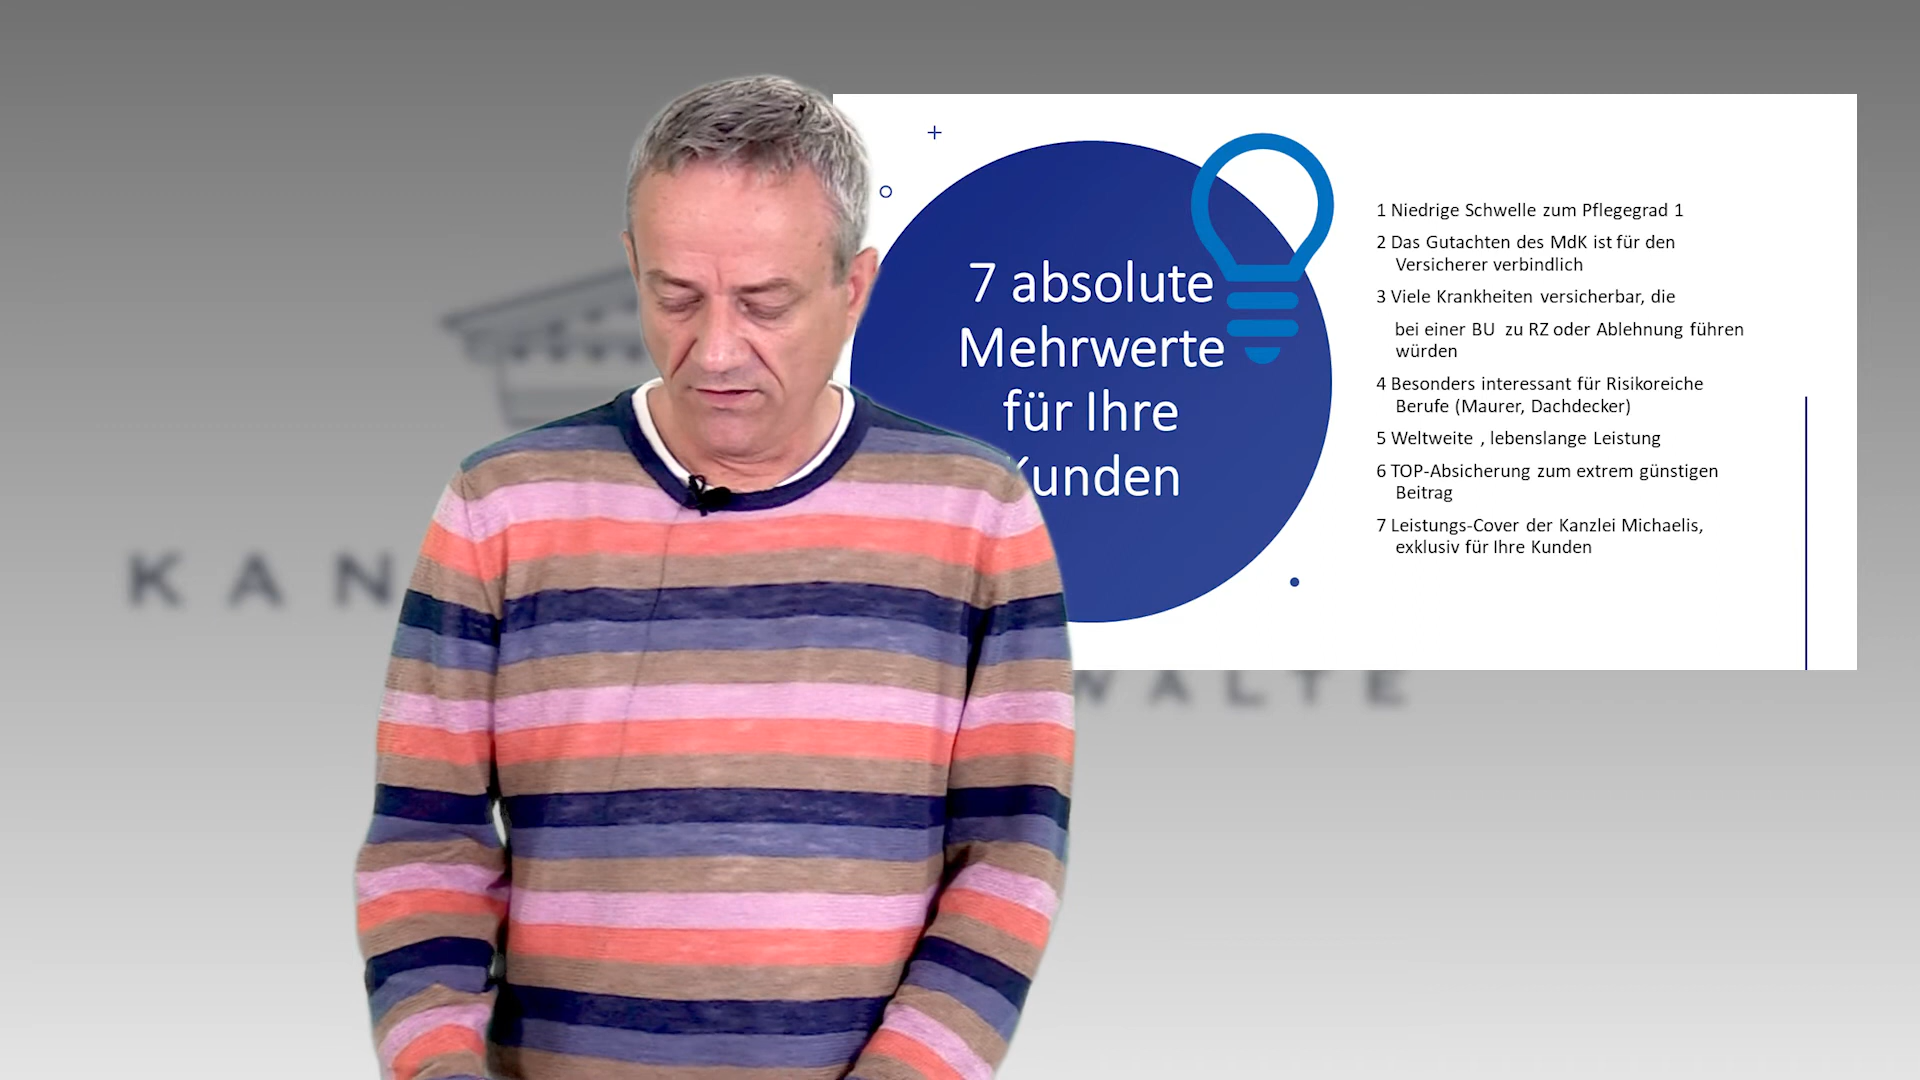 7 absolute
Mehrwerte
für Ihre
Kunden
1 Niedrige Schwelle zum Pflegegrad 1
2 Das Gutachten des MdK ist für den
Versicherer verbindlich
3 Viele Krankheiten versicherbar, die
bei einer BU zu RZ oder Ablehnung führen
würden
4 Besonders interessant für Risikoreiche
Berufe (Maurer, Dachdecker)
5 Weltweite , lebenslange Leistung
6 TOP-Absicherung zum extrem günstigen
Beitrag
7 Leistungs-Cover der Kanzlei Michaelis,
exklusiv für Ihre Kunden
KAN
WÄLTE